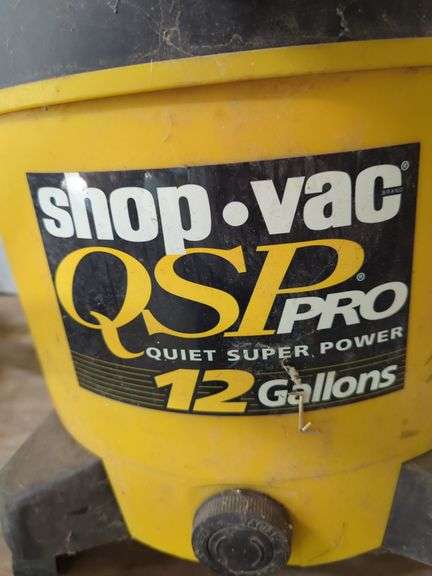 shop·vac®
QSP® PRO
QUIET SUPER POWER
12 Gallons